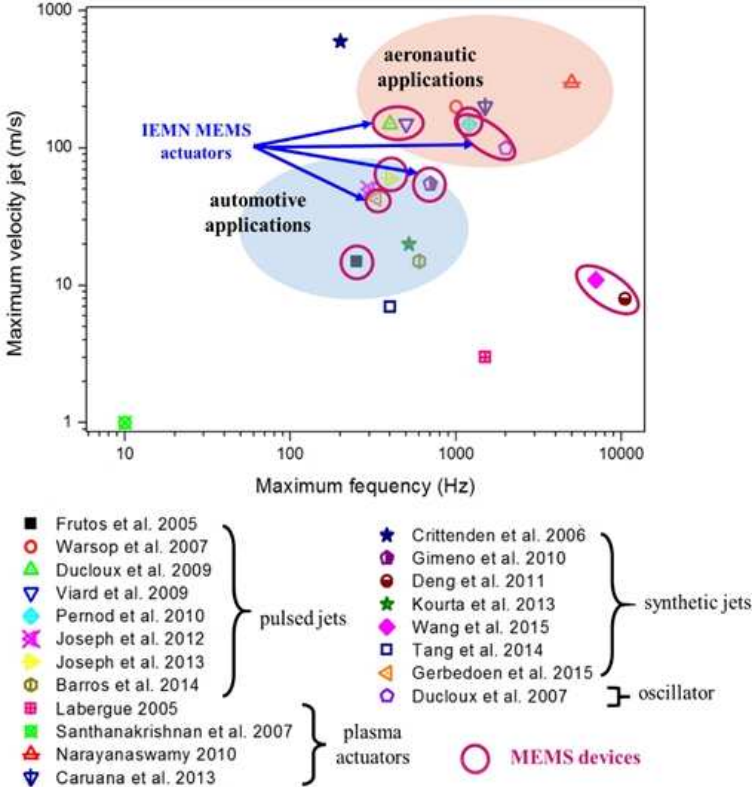 1000
100
10
1
Maximum velocity jet (m/s)
aeronautic
applications
IEMN MEMS
actuators
automotive
applications
10
100
1000
10000
Maximum fequency (Hz)
Frutos et al. 2005
Warsop et al. 2007
Ducloux et al. 2009
Viard et al. 2009
Pernod et al. 2010
Joseph et al. 2012
Joseph et al. 2013
Barros et al. 2014
pulsed jets
Labergue 2005
Santhanakrishnan et al. 2007
Narayanaswamy 2010
Caruana et al. 2013
plasma
actuators
Crittenden et al. 2006
Gimeno et al. 2010
Deng et al. 2011
Kourta et al. 2013
Wang et al. 2015
Tang et al. 2014
Gerbedoen et al. 2015
synthetic jets
Ducloux et al. 2007
oscillator
MEMS devices